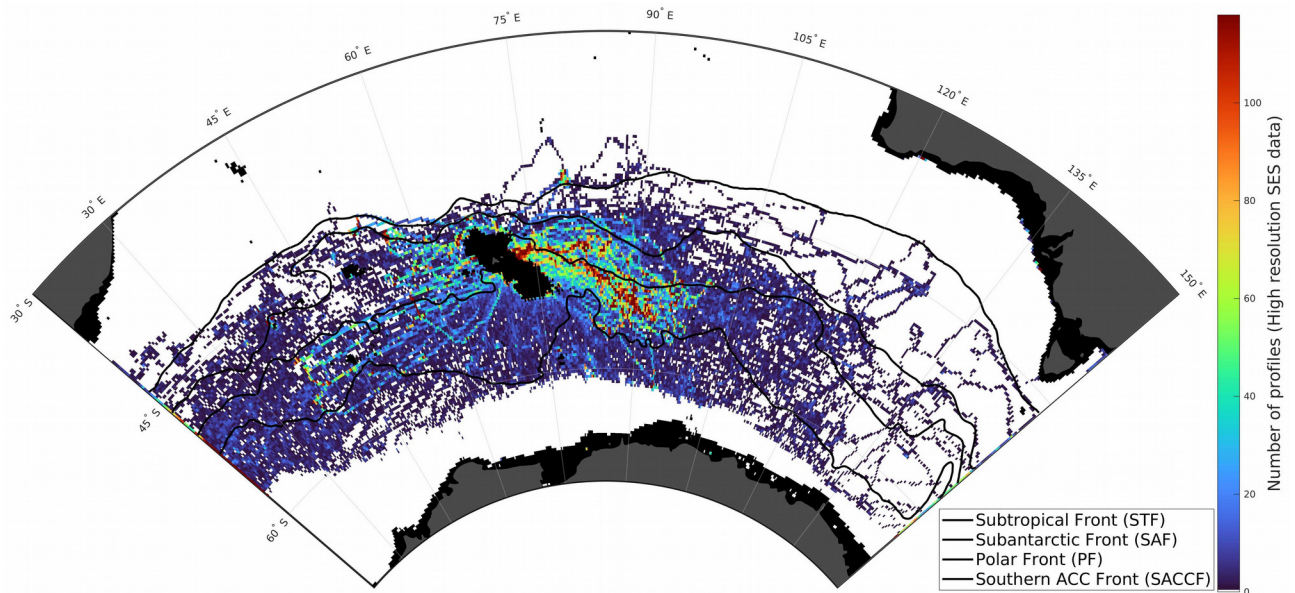 75° E
90° E
60° E
105° E
45° E
120° E
30° E
135° E
150° E
30° S
45° S
60° S
100
80
60
40
20
0
Number of profiles (High resolution SES data)
Subtropical Front (STF)
Subantarctic Front (SAF)
Polar Front (PF)
Southern ACC Front (SACCF)